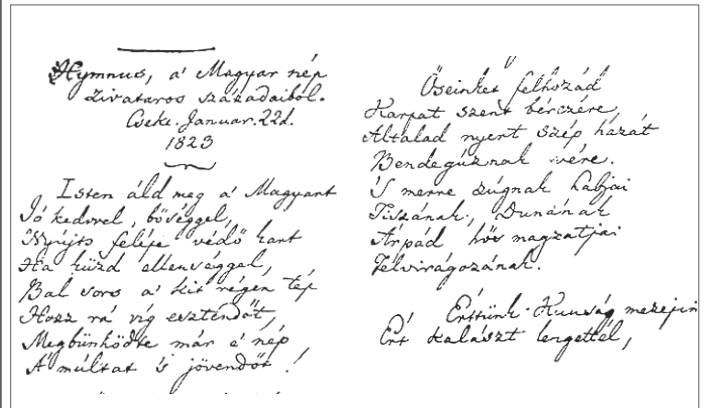 Hymnus, a' Magyar nép
zivataros századaiból.
Cseke. Januar. 22d.
1823
Isten áld meg a' Magyart
Jó kedvvel, bőséggel,
Nyújts feléje védő kart
Ha küzd ellenséggel,
Bal sors a' kit régen tép
Hozz rá víg esztendőt,
Megbűnhödte már e' nép
A' múltat 's jövendőt!
Őseinket felhozád
Kárpát szent bérczére,
Általad nyert szép hazát
Bendegúznak vére.
'S merre zúgnak habjai
Tiszának, Dunának
Árpád hős magzatjai
Felvirágozának.
Értünk Kunság mezein
Ért kalászt lengettél,